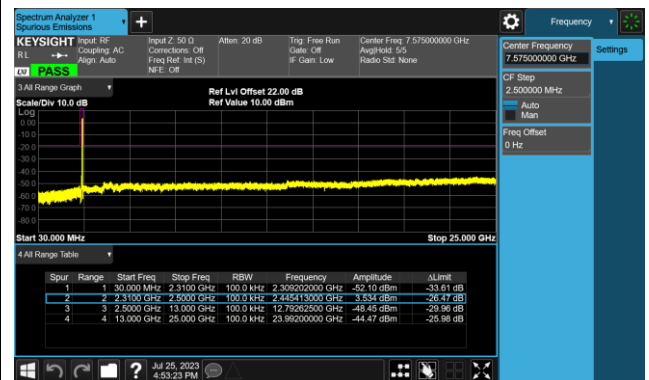 Spectrum Analyzer 1
Spurious Emissions
Frequency
KEYSIGHT
Input: RF
Input Z: 50 Ω
Atten: 20 dB
Trig: Free Run
Center Freq: 7.575000000 GHz
RL
Coupling: AC
Corrections: Off
Gate: Off
Avg|Hold: 5/5
Align: Auto
Freq Ref: Int (S)
IF Gain: Low
Radio Std: None
NFE: Off
LXI
PASS
Center Frequency
7.575000000 GHz
Settings
CF Step
2.500000 MHz
Auto
Man
Freq Offset
0 Hz
3 All Range Graph
Ref Lvl Offset 22.00 dB
Scale/Div 10.0 dB
Ref Value 10.00 dBm
Log
0.00
-10.0
-20.0
-30.0
-40.0
-50.0
-60.0
-70.0
-80.0
Start 30.000 MHz
Stop 25.000 GHz
4 All Range Table
Spur Range Start Freq Stop Freq RBW Frequency Amplitude ΔLimit
1 1 30.000 MHz 2.3100 GHz 100.0 kHz 2.309202000 GHz -52.10 dBm -33.61 dB
2 2 2.3100 GHz 2.5000 GHz 100.0 kHz 2.445413000 GHz 3.534 dBm -26.47 dB
3 3 2.5000 GHz 13.000 GHz 100.0 kHz 12.79262500 GHz -48.45 dBm -29.96 dB
4 4 13.000 GHz 25.000 GHz 100.0 kHz 23.99200000 GHz -44.47 dBm -25.98 dB
Jul 25, 2023
4:53:23 PM